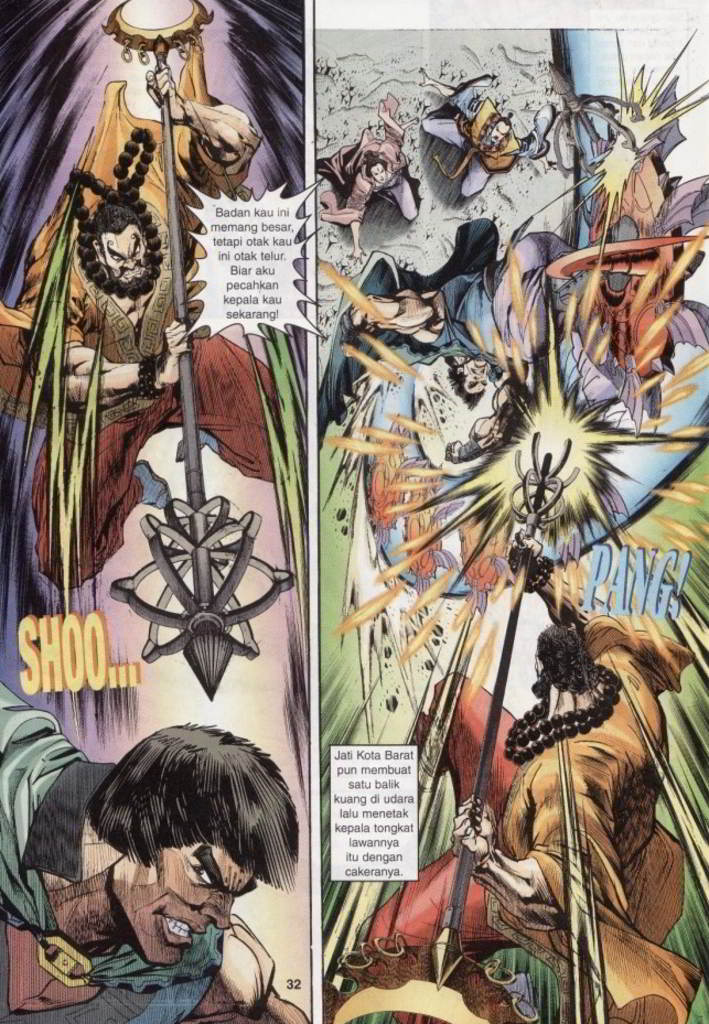 Badan kau ini
memang besar,
tetapi otak kau
ini otak telur.
Biar aku
pecahkan
kepala kau
sekarang!
SHOO....
32
PANG!
Jati Kota Barat
pun membuat
satu balik
kuang di udara
lalu menetak
kepala tongkat
lawannya
itu dengan
cakeranya.